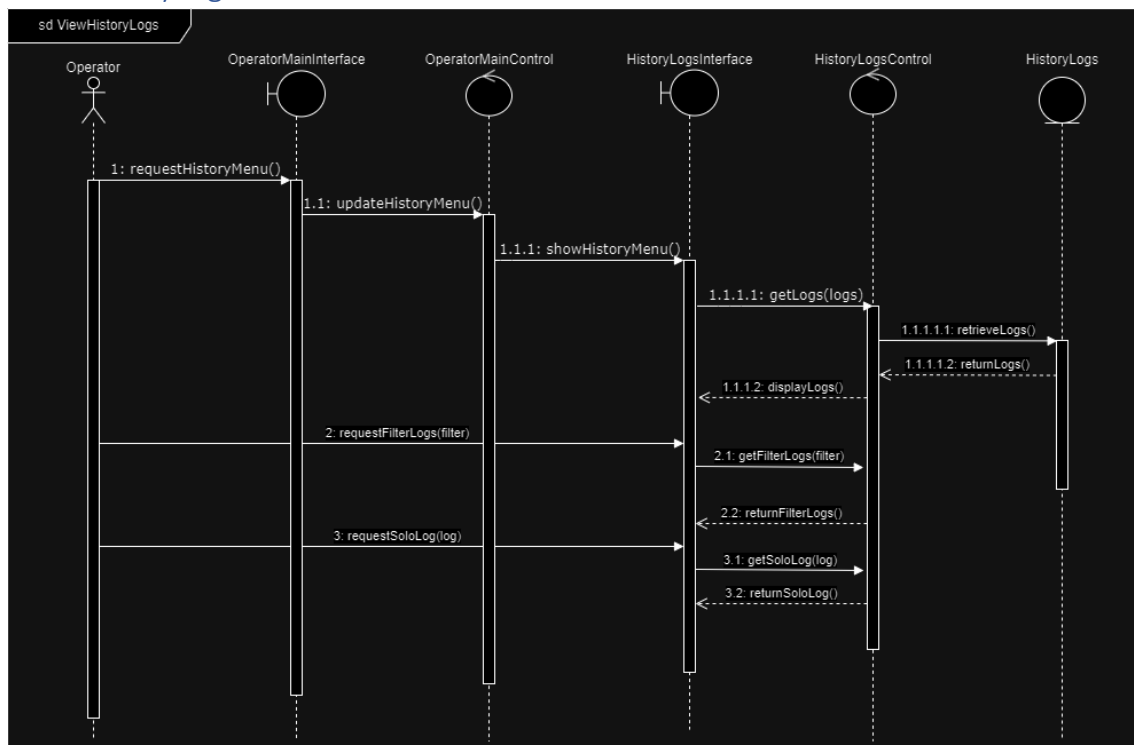 sd ViewHistoryLogs
Operator
OperatorMainInterface
OperatorMainControl
HistoryLogsInterface
HistoryLogsControl
HistoryLogs
1: requestHistoryMenu()
1.1: updateHistoryMenu()
1.1.1: showHistoryMenu()
1.1.1.1: getLogs(logs)
1.1.1.1.1: retrieveLogs()
1.1.1.1.2: returnLogs()
1.1.1.2: displayLogs()
2: requestFilterLogs(filter)
2.1: getFilterLogs(filter)
2.2: returnFilterLogs()
3: requestSoloLog(log)
3.1: getSoloLog(log)
3.2: returnSoloLog()